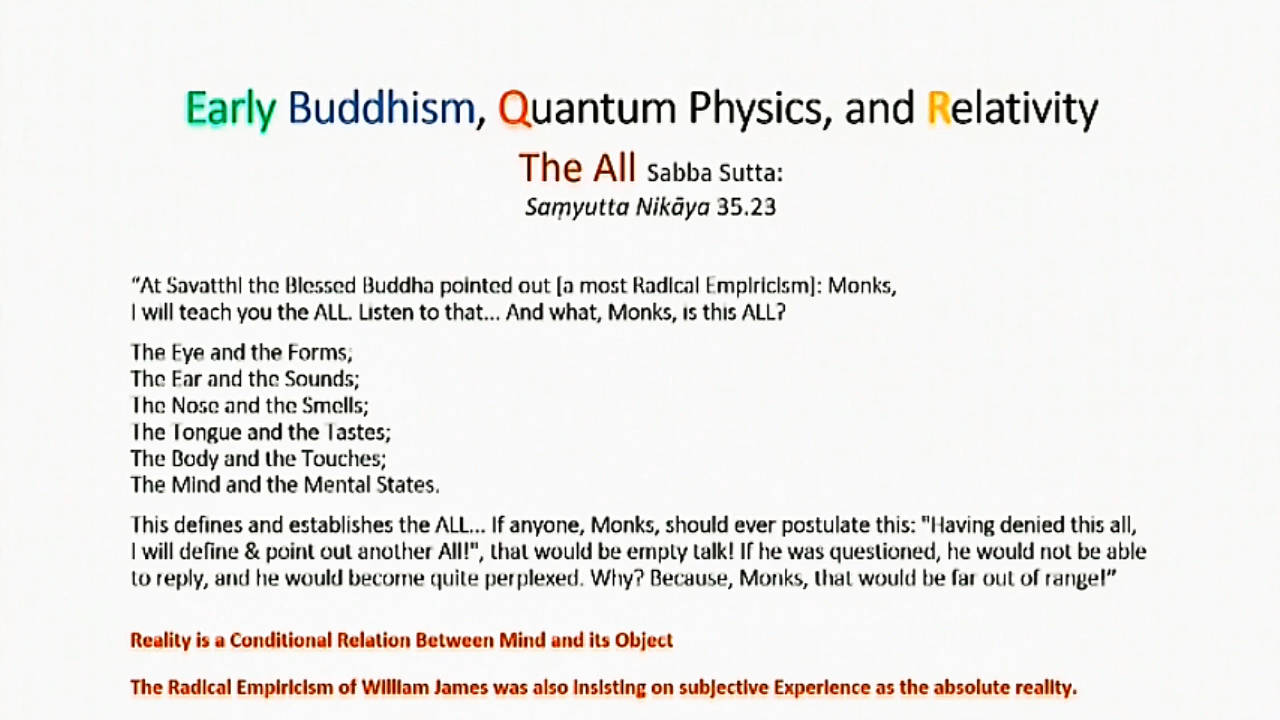 Early Buddhism, Quantum Physics, and Relativity
The All Sabba Sutta:
Saṃyutta Nikāya 35.23
“At Savatthi the Blessed Buddha pointed out [a most Radical Empiricism]: Monks,
I will teach you the ALL. Listen to that... And what, Monks, is this ALL?
The Eye and the Forms;
The Ear and the Sounds;
The Nose and the Smells;
The Tongue and the Tastes;
The Body and the Touches;
The Mind and the Mental States.
This defines and establishes the ALL... If anyone, Monks, should ever postulate this: "Having denied this all,
I will define & point out another All!", that would be empty talk! If he was questioned, he would not be able
to reply, and he would become quite perplexed. Why? Because, Monks, that would be far out of range!”
Reality is a Conditional Relation Between Mind and its Object
The Radical Empiricism of William James was also insisting on subjective Experience as the absolute reality.